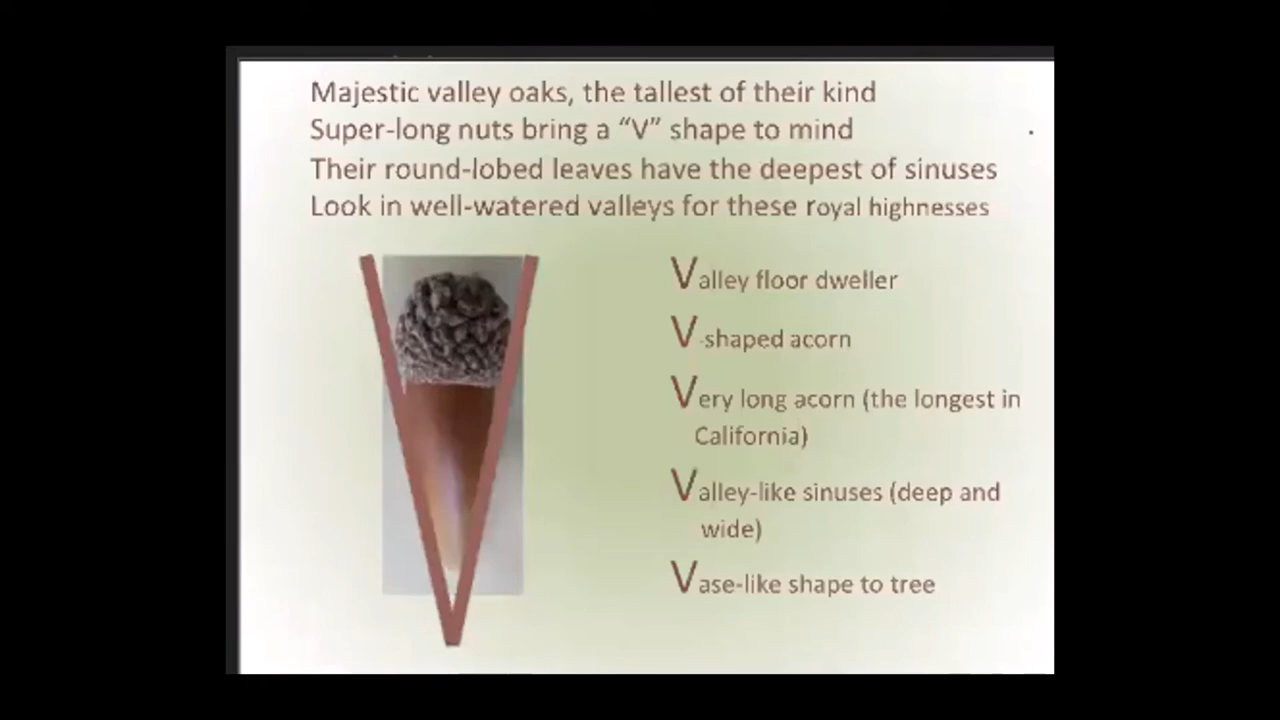 Majestic valley oaks, the tallest of their kind
Super-long nuts bring a “V” shape to mind
Their round-lobed leaves have the deepest of sinuses
Look in well-watered valleys for these royal highnesses
Valley floor dweller
V-shaped acorn
Very long acorn (the longest in
California)
Valley-like sinuses (deep and
wide)
Vase-like shape to tree